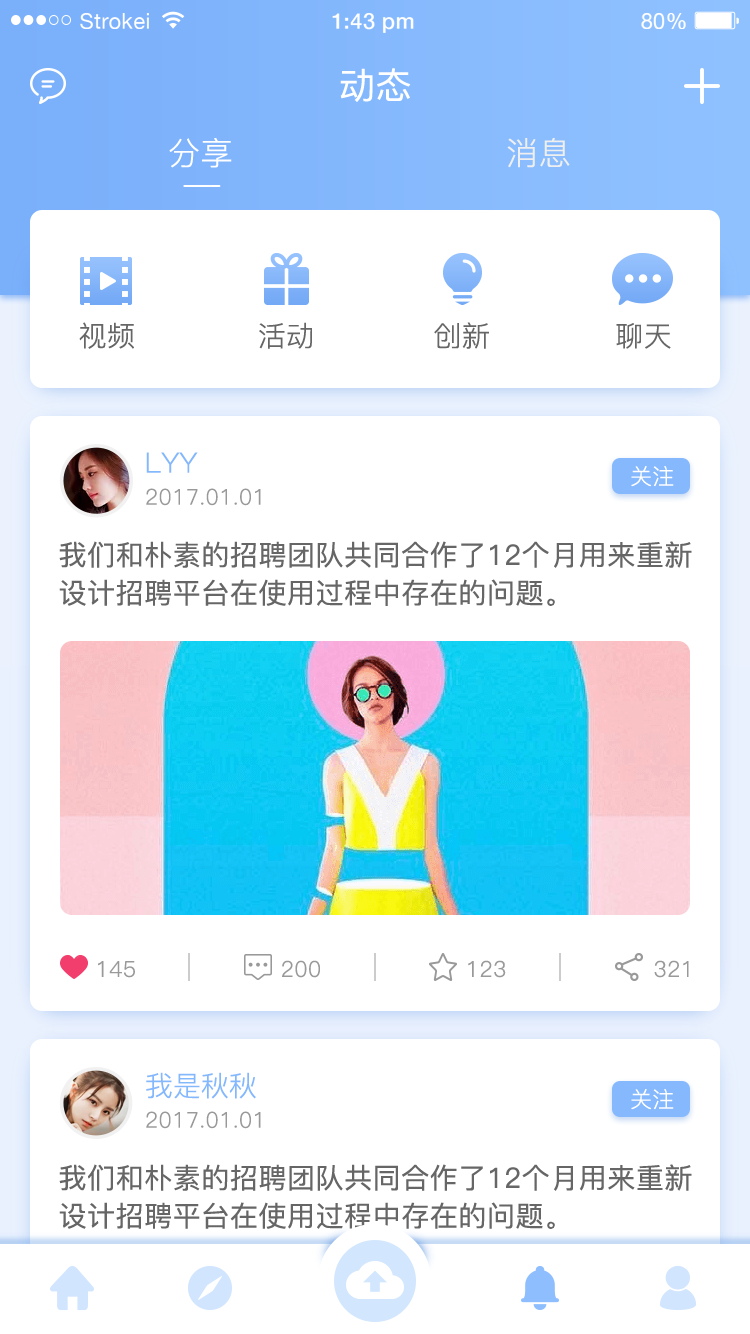 Strokei 1:43 pm 80%
动态
分享 消息
视频 活动 创新 聊天
LYY
关注
2017.01.01
我们和朴素的招聘团队共同合作了12个月用来重新
设计招聘平台在使用过程中存在的问题。
145 200 123 321
我是秋秋
关注
2017.01.01
我们和朴素的招聘团队共同合作了12个月用来重新
设计招聘平台在使用过程中存在的问题。